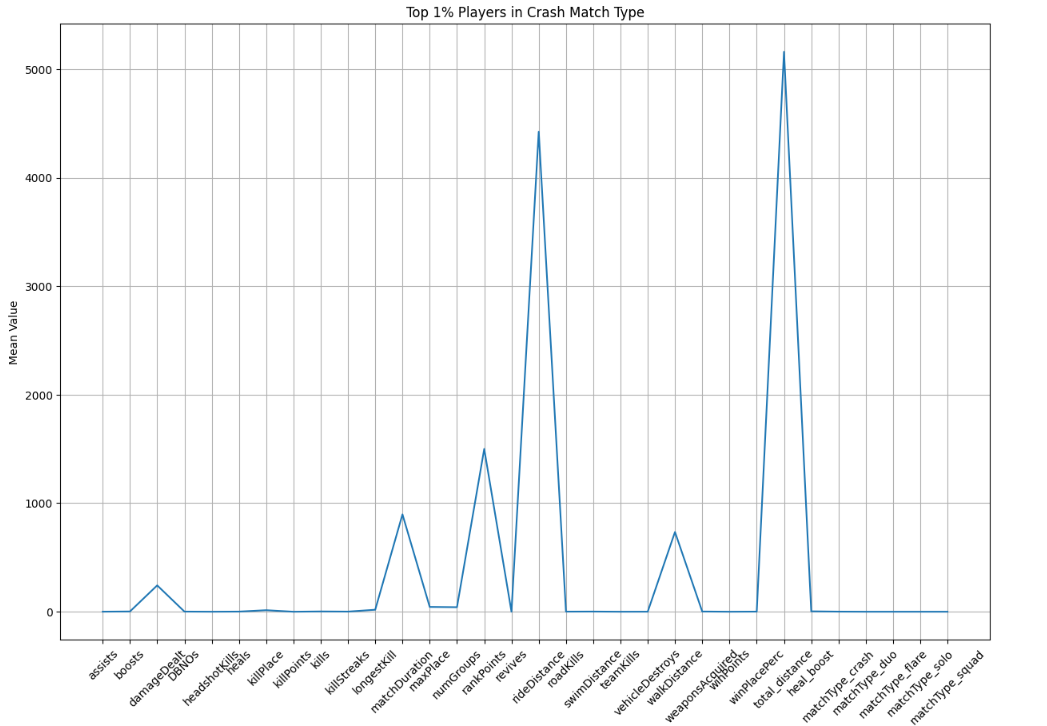 Top 1% Players in Crash Match Type
Mean Value
5000
4000
3000
2000
1000
0
assists
boosts
damageDealt
DBNOs
headshotKills
heals
killPlace
killPoints
kills
killStreaks
longestKill
matchDuration
maxPlace
numGroups
rankPoints
revives
rideDistance
roadKills
swimDistance
teamKills
vehicleDestroys
walkDistance
weaponsAcquired
winPoints
winPlacePerc
total_distance
heal_boost
matchType_crash
matchType_duo
matchType_flare
matchType_solo
matchType_squad